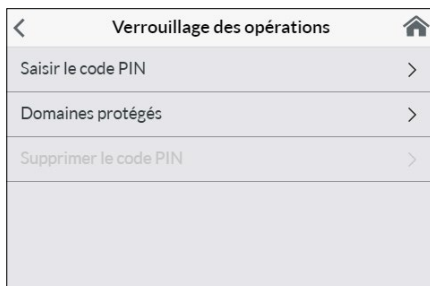 Verrouillage des opérations
Saisir le code PIN
Domaines protégés
Supprimer le code PIN